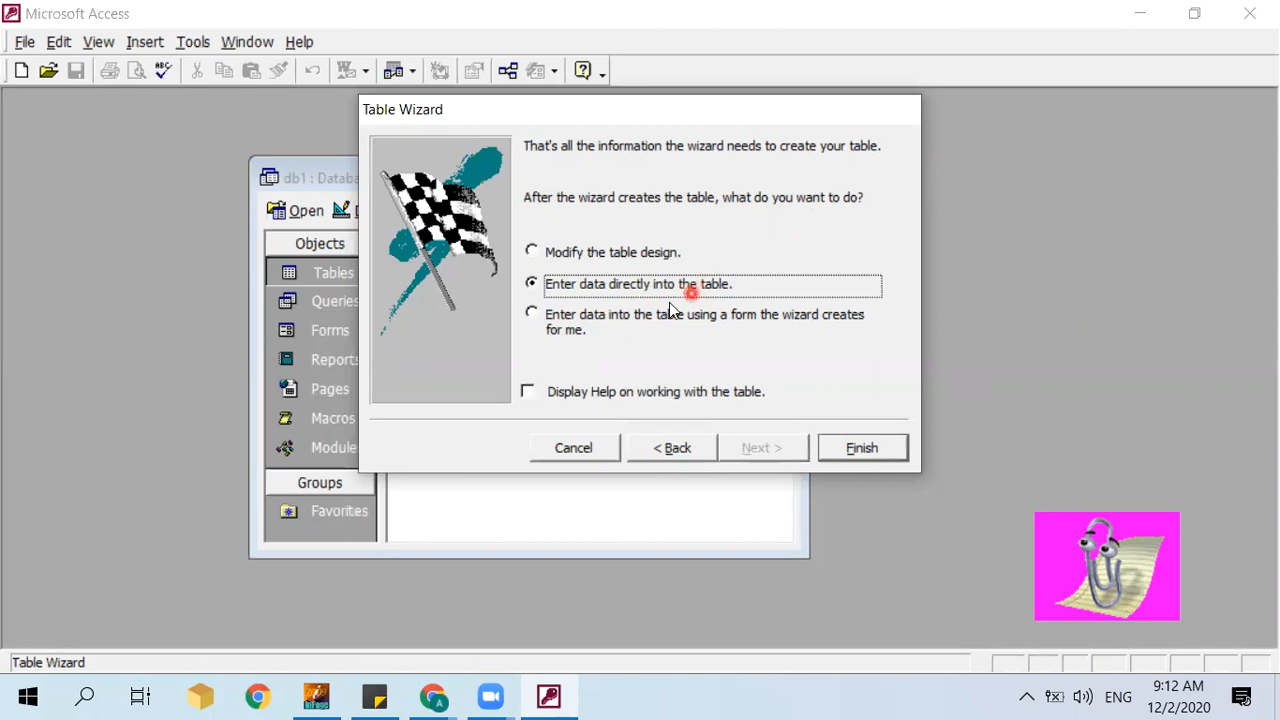 Microsoft Access
File Edit View Insert Tools Window Help
Table Wizard
That's all the information the wizard needs to create your table.
After the wizard creates the table, what do you want to do?
Modify the table design.
Enter data directly into the table.
Enter data into the table using a form the wizard creates
for me.
Display Help on working with the table.
Cancel < Back Next > Finish
db1 : Databa
Open
Objects
Tables
Queries
Forms
Reports
Pages
Macros
Module
Groups
Favorites
Table Wizard
ENG
9:12 AM
12/2/2020